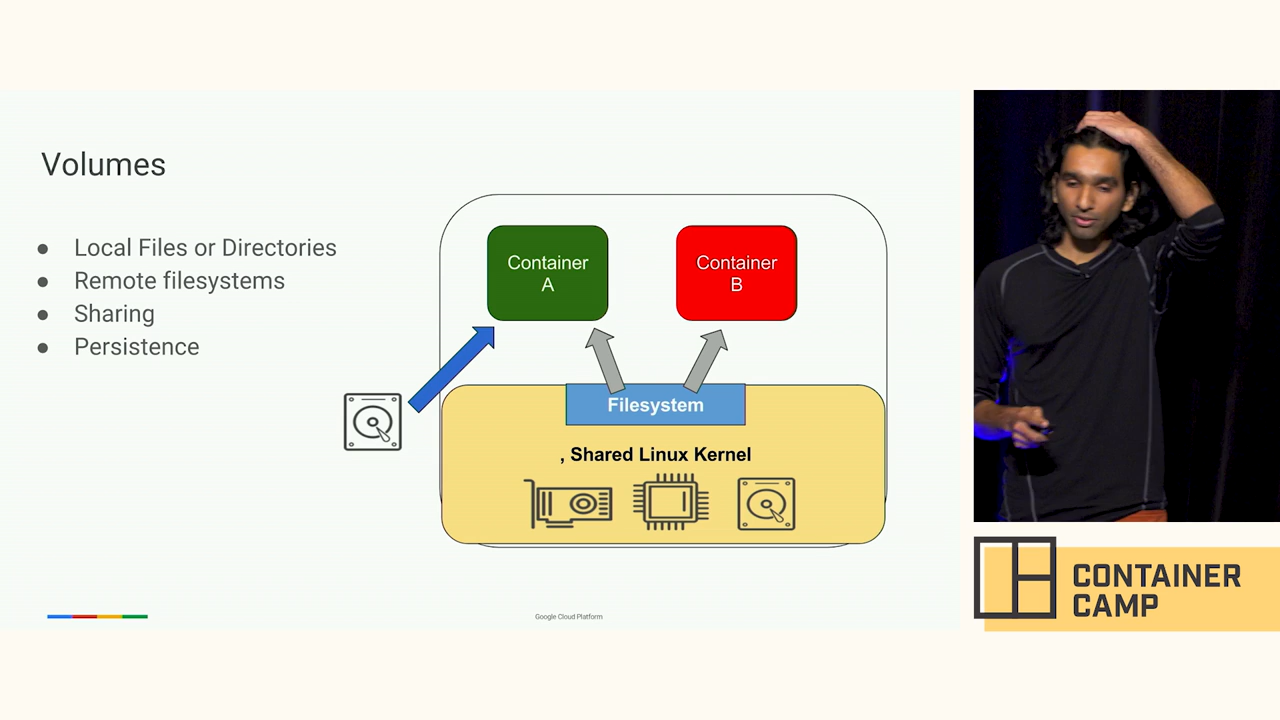 Volumes
● Local Files or Directories
● Remote filesystems
● Sharing
● Persistence
Container
A
Container
B
Filesystem
, Shared Linux Kernel
Google Cloud Platform
CONTAINER
CAMP